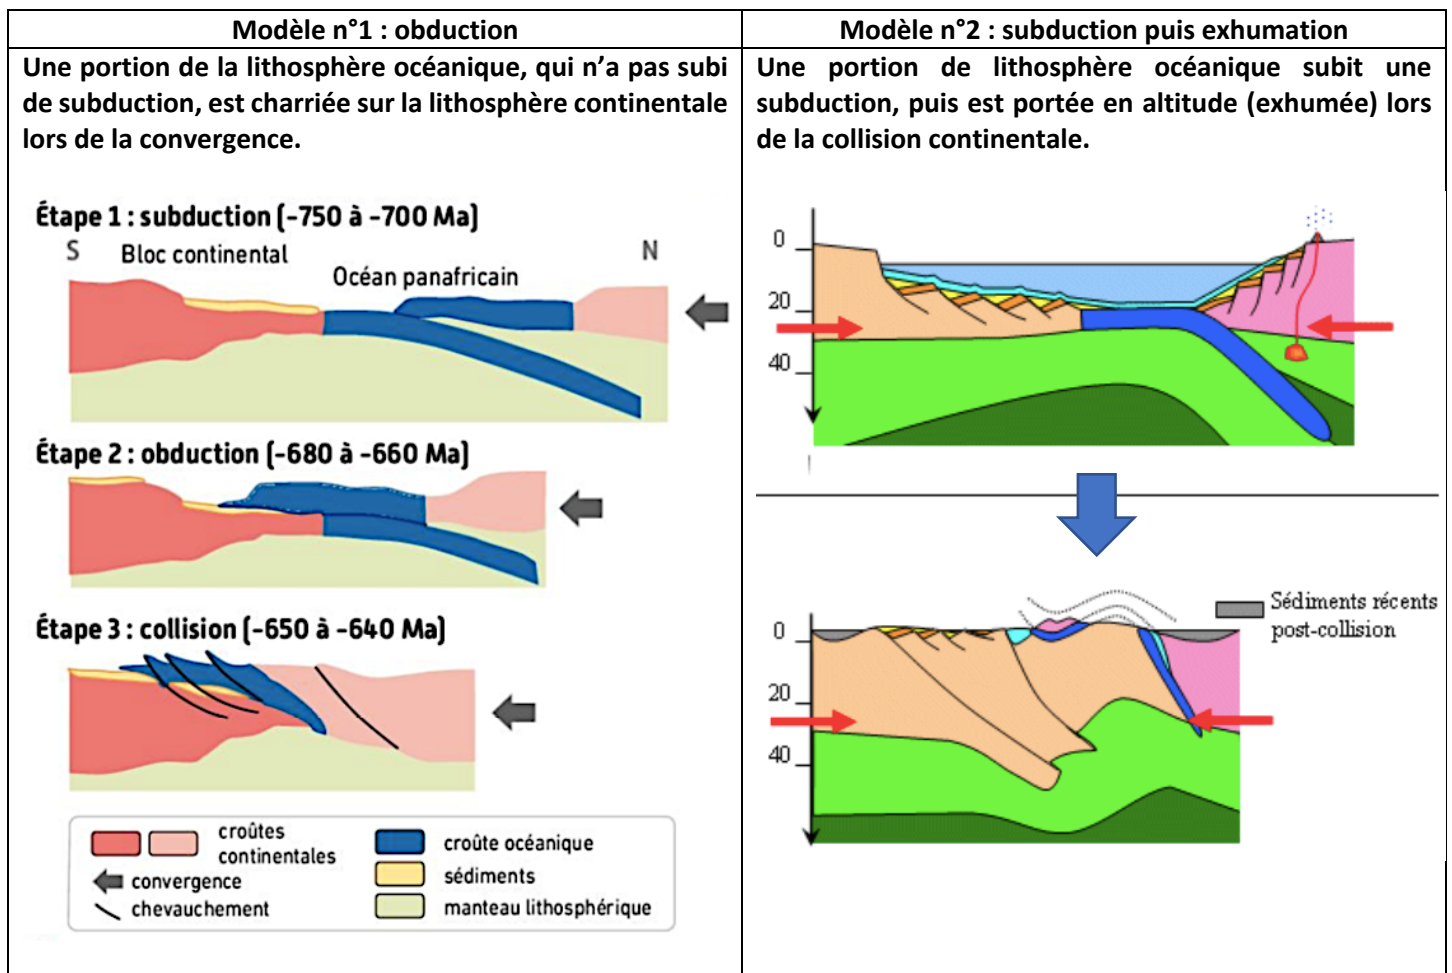 Modèle n°1 : obduction
Une portion de la lithosphère océanique, qui n’a pas subi
de subduction, est charriée sur la lithosphère continentale
lors de la convergence.
Étape 1 : subduction (-750 à -700 Ma)
S
Bloc continental
Océan panafricain
N
Étape 2 : obduction (-680 à -660 Ma)
Étape 3 : collision (-650 à -640 Ma)
croûtes
continentales
convergence
chevauchement
croûte océanique
sédiments
manteau lithosphérique
Modèle n°2 : subduction puis exhumation
Une portion de lithosphère océanique subit une
subduction, puis est portée en altitude (exhumée) lors
de la collision continentale.
0
20
40
Sédiments récents
post-collision
0
20
40